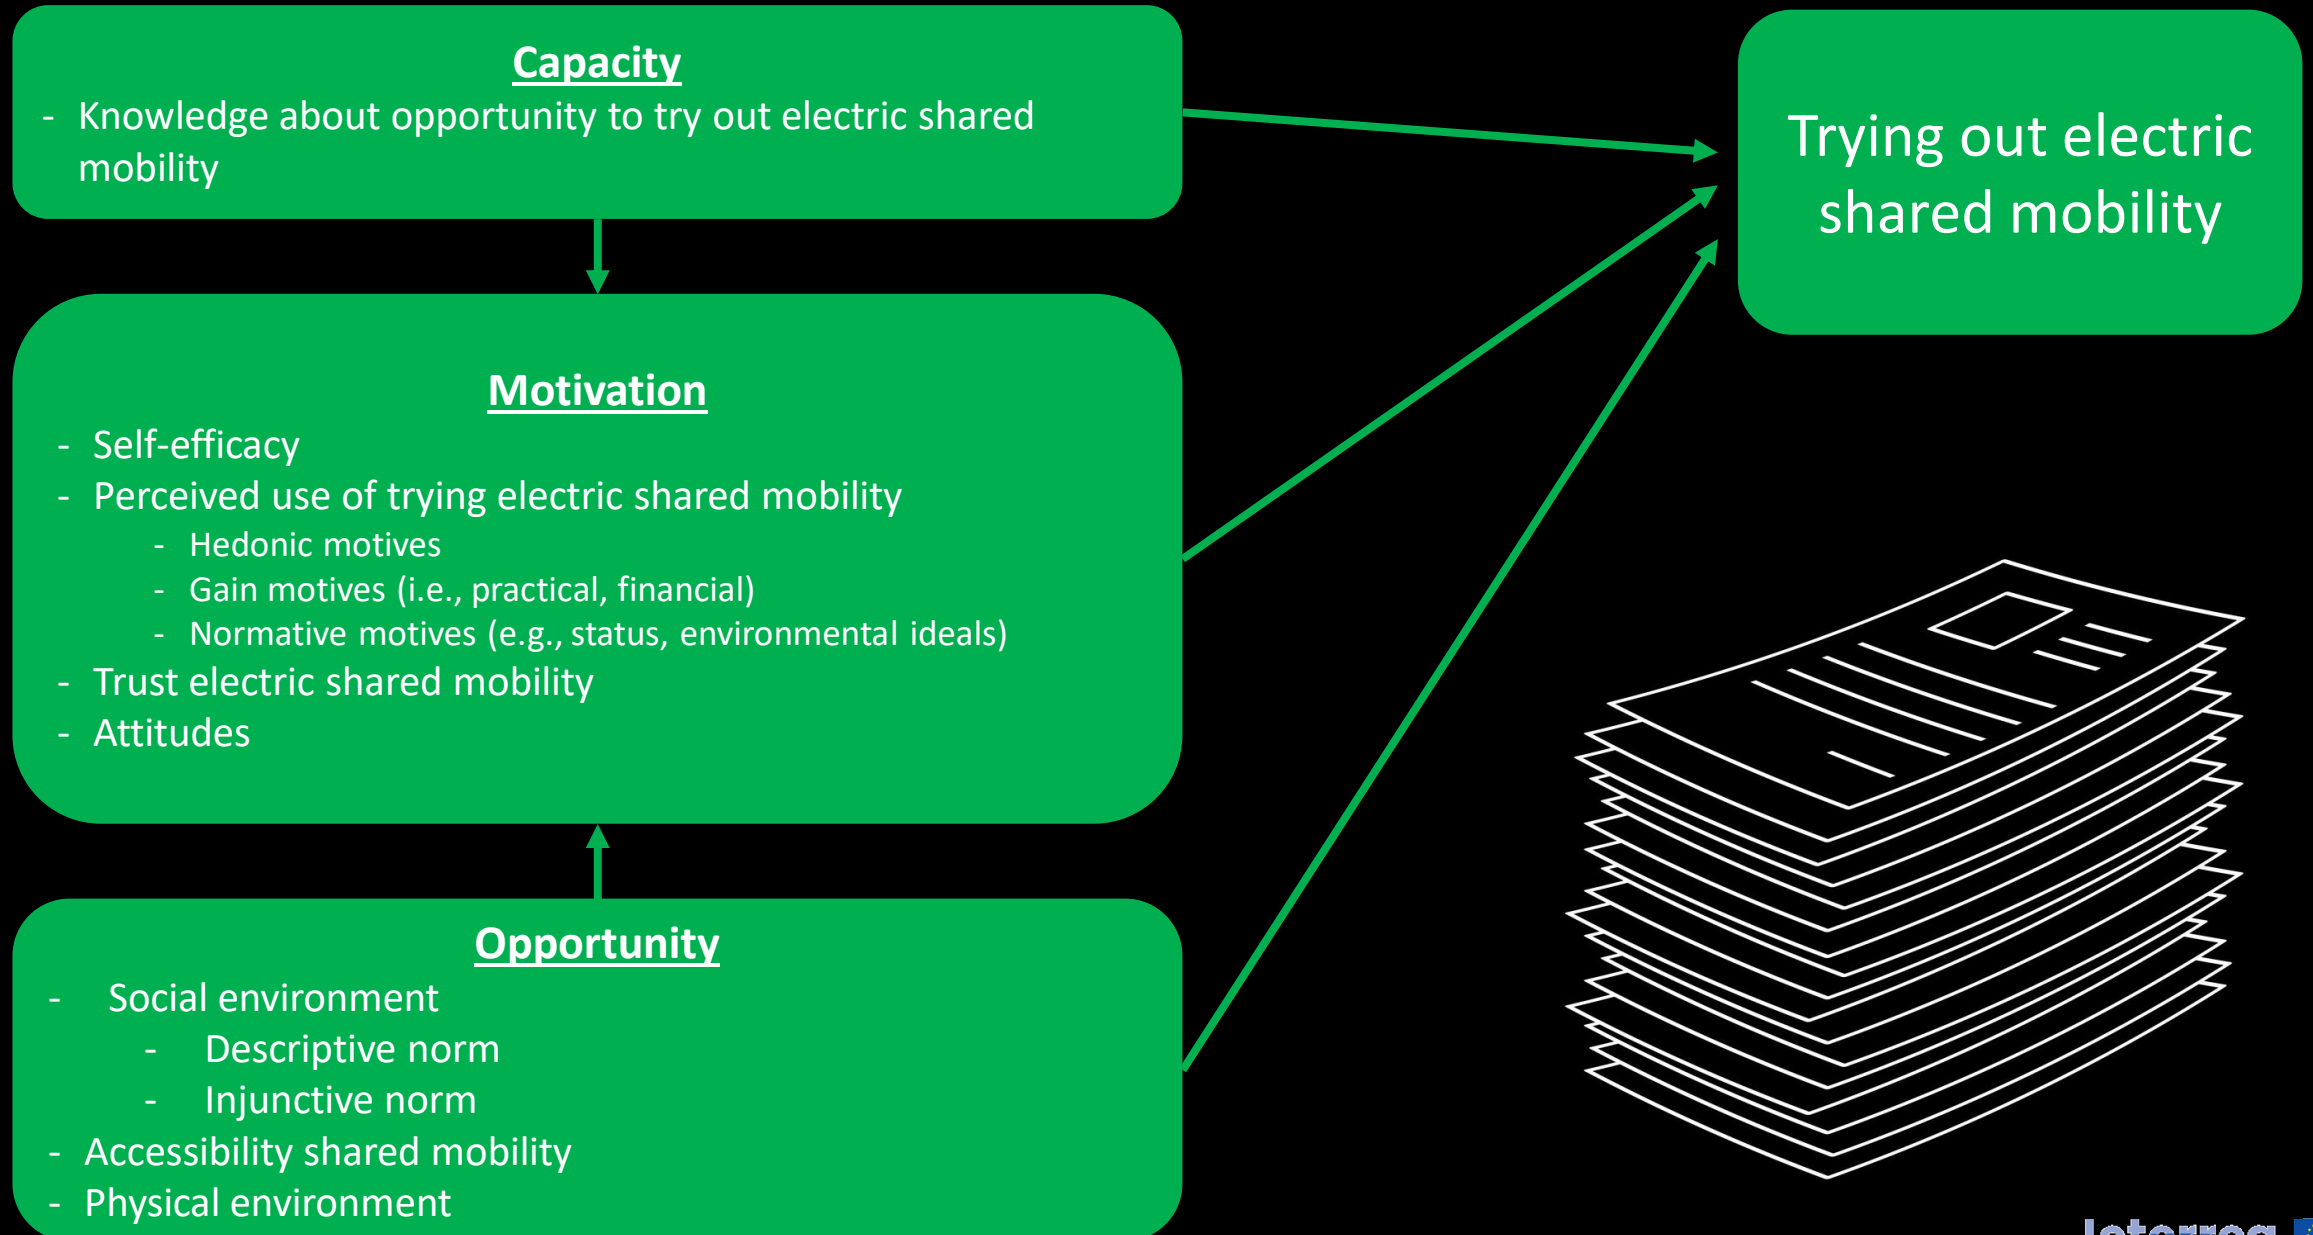 Capacity
- Knowledge about opportunity to try out electric shared
mobility
Trying out electric
shared mobility
Motivation
- Self-efficacy
- Perceived use of trying electric shared mobility
- Hedonic motives
- Gain motives (i.e., practical, financial)
- Normative motives (e.g., status, environmental ideals)
- Trust electric shared mobility
- Attitudes
Opportunity
- Social environment
- Descriptive norm
- Injunctive norm
- Accessibility shared mobility
- Physical environment
Interreg